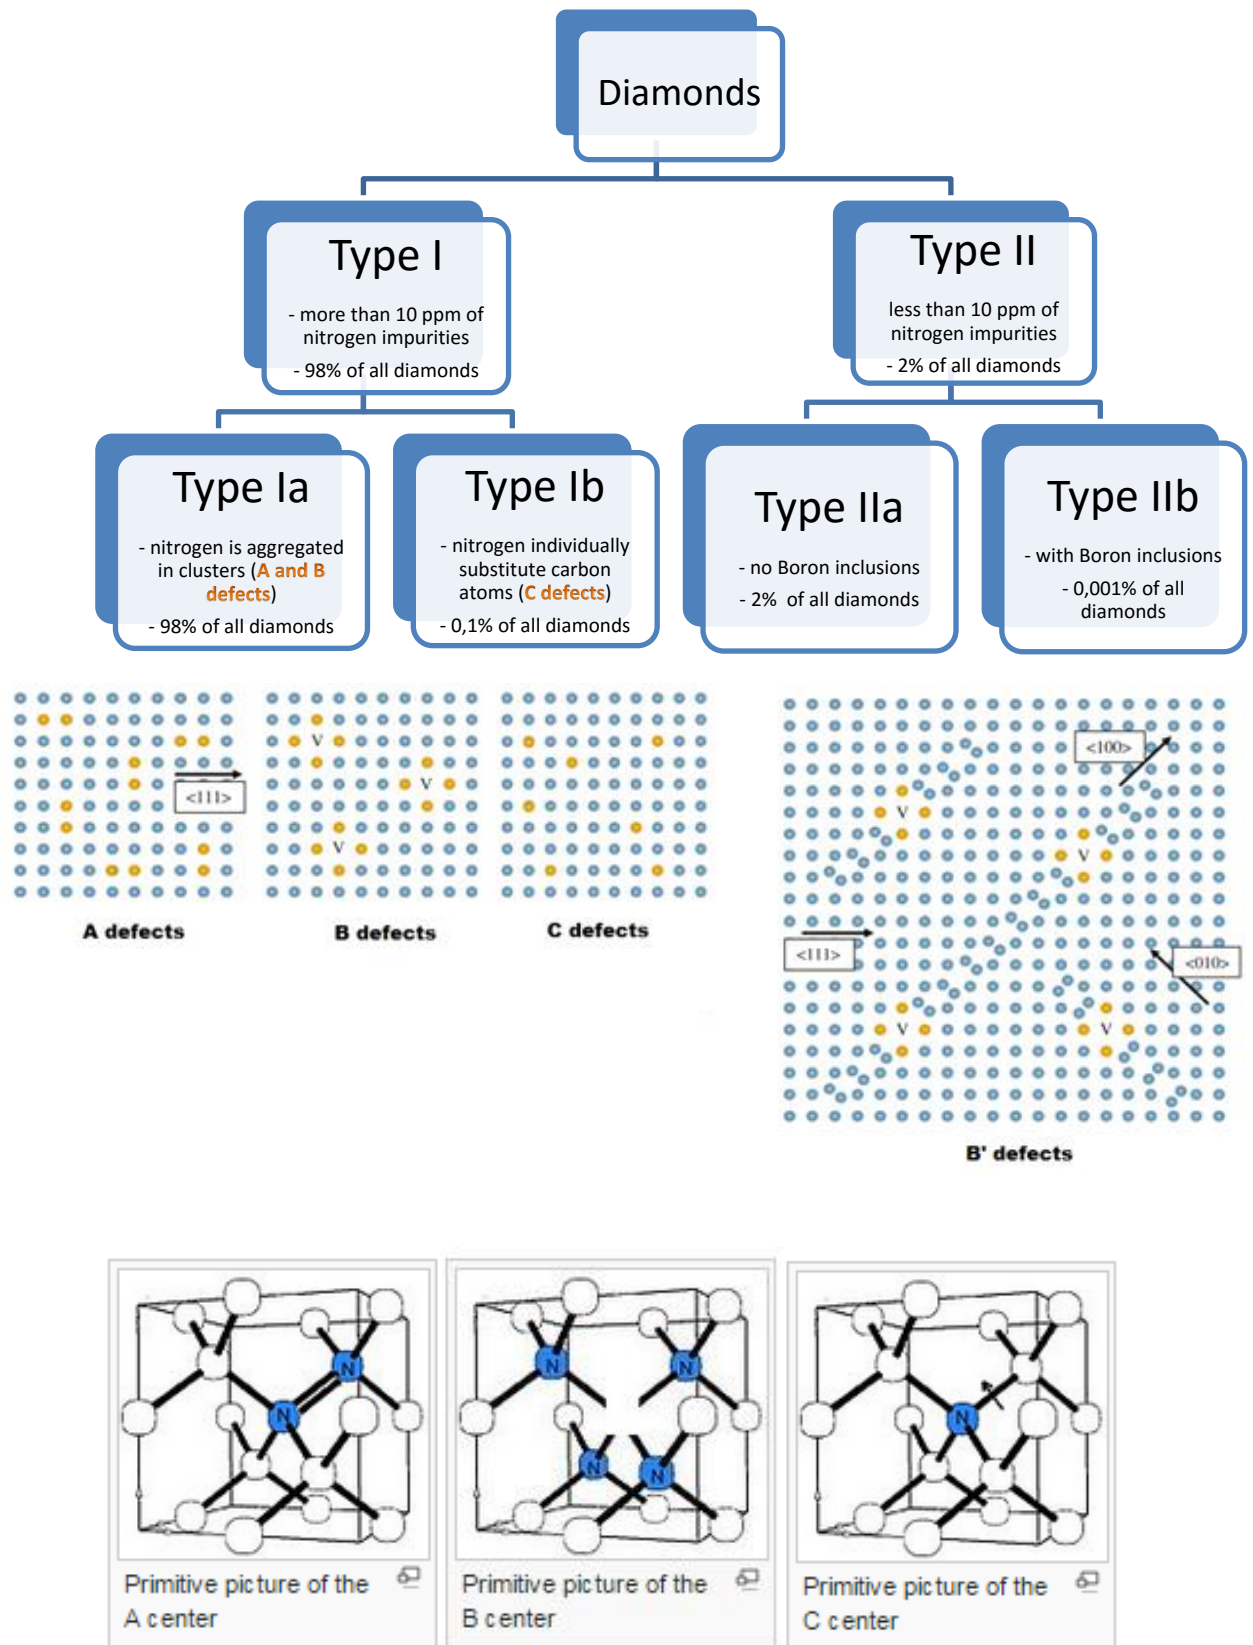 Diamonds
Type I
- more than 10 ppm of
nitrogen impurities
- 98% of all diamonds
Type II
less than 10 ppm of
nitrogen impurities
- 2% of all diamonds
Type Ia
- nitrogen is aggregated
in clusters (A and B
defects)
- 98% of all diamonds
Type Ib
- nitrogen individually
substitute carbon
atoms (C defects)
- 0,1% of all diamonds
Type IIa
- no Boron inclusions
- 2% of all diamonds
Type IIb
- with Boron inclusions
- 0,001% of all
diamonds
<111>
A defects
V
V
V
B defects
C defects
<100>
V
V
<111>
<010>
V
V
B' defects
N
N
Primitive picture of the
A center
N
N
N
N
Primitive picture of the
B center
N
Primitive picture of the
C center